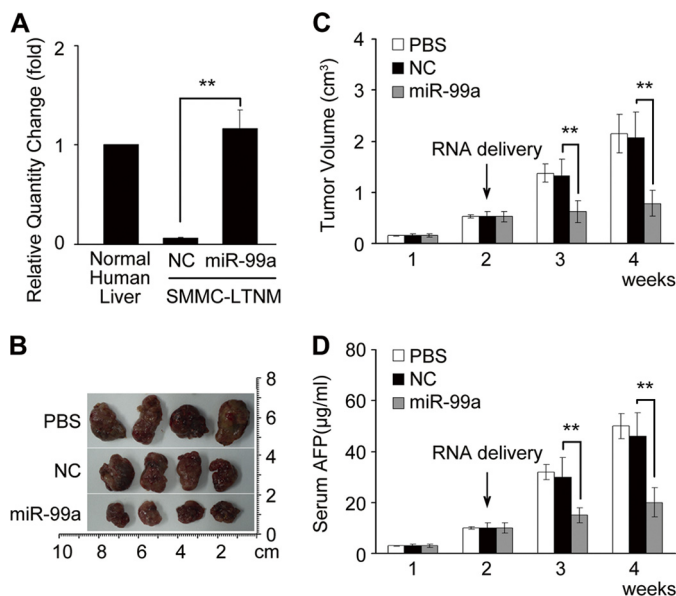 A
Relative Quantity Change (fold)
2
1
0
**
Normal
Human
Liver
NC
miR-99a
SMMC-LTNM
B
PBS
NC
miR-99a
8
6
4
2
0
10
8
6
4
2
cm
C
Tumor Volume (cm³)
4
3
2
1
0
PBS
NC
miR-99a
RNA delivery
**
**
1
2
3
4
weeks
D
Serum AFP(μg/ml)
80
60
40
20
0
PBS
NC
miR-99a
RNA delivery
**
**
1
2
3
4
weeks